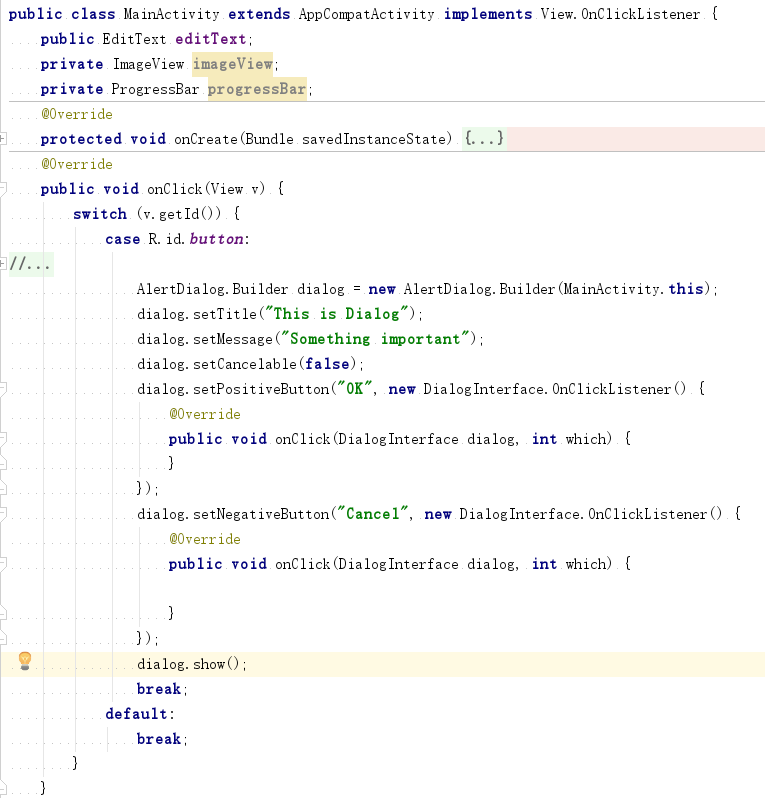 public class MainActivity extends AppCompatActivity implements View.OnClickListener {
    public EditText editText;
    private ImageView imageView;
    private ProgressBar progressBar;
    @Override
    protected void onCreate(Bundle savedInstanceState) {...}
    @Override
    public void onClick(View v) {
        switch (v.getId()) {
            case R.id.button:
//...
                AlertDialog.Builder dialog = new AlertDialog.Builder(MainActivity.this);
                dialog.setTitle("This is Dialog");
                dialog.setMessage("Something important");
                dialog.setCancelable(false);
                dialog.setPositiveButton("OK", new DialogInterface.OnClickListener() {
                    @Override
                    public void onClick(DialogInterface dialog, int which) {
                    }
                });
                dialog.setNegativeButton("Cancel", new DialogInterface.OnClickListener() {
                    @Override
                    public void onClick(DialogInterface dialog, int which) {

                    }
                });
                dialog.show();
                break;
            default:
                break;
        }
    }